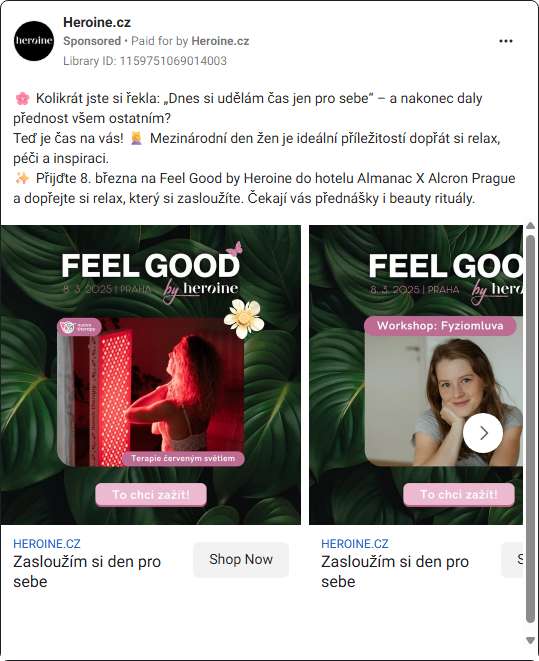 heroine
Heroine.cz
Sponsored • Paid for by Heroine.cz
Library ID: 1159751069014003
🌸 Kolikrát jste si řekla: „Dnes si udělám čas jen pro sebe“ – a nakonec daly
přednost všem ostatním?
Teď je čas na vás! 💆‍♀️ Mezinárodní den žen je ideální příležitostí dopřát si relax,
péči a inspiraci.
✨ Přijďte 8. března na Feel Good by Heroine do hotelu Almanac X Alcron Prague
a dopřejte si relax, který si zasloužíte. Čekají vás přednášky i beauty rituály.
FEEL GOOD
8. 3. 2025 | PRAHA by heroine
Terapie červeným světlem
To chci zažít!
HEROINE.CZ
Zasloužím si den pro
sebe
Shop Now
FEEL GOO
8. 3. 2025 | PRAHA by hero
Workshop: Fyziomluva
To chci zažít!
HEROINE.CZ
Zasloužím si den pro
sebe
S